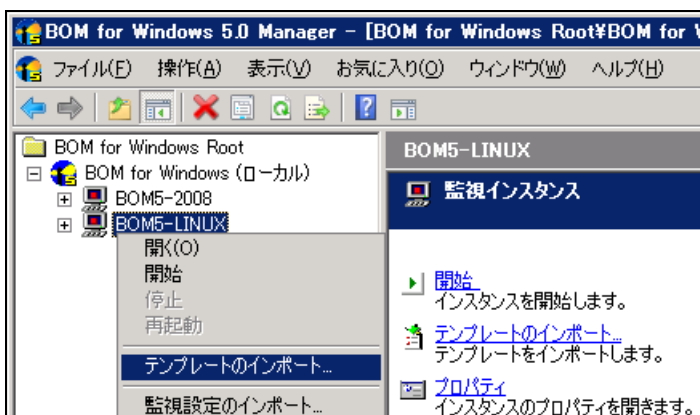 BOM for Windows 5.0 Manager - [BOM for Windows Root¥BOM for W
ファイル(F) 操作(A) 表示(V) お気に入り(O) ウィンドウ(W) ヘルプ(H)
BOM for Windows Root
BOM for Windows (ローカル)
BOM5-2008
BOM5-LINUX
開く(O)
開始
停止
再起動
テンプレートのインポート...
監視設定のインポート...
BOM5-LINUX
監視インスタンス
開始
インスタンスを開始します。
テンプレートのインポート...
テンプレートをインポートします。
プロパティ
インスタンスのプロパティを開きます。